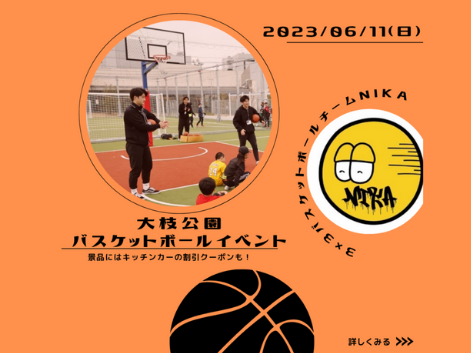 2023/06/11(日)
3×3バスケットボールチームNIKA
NIKA
大枝公園
バスケットボールイベント
景品にはキッチンカーの割引クーポンも!
詳しくみる >>>